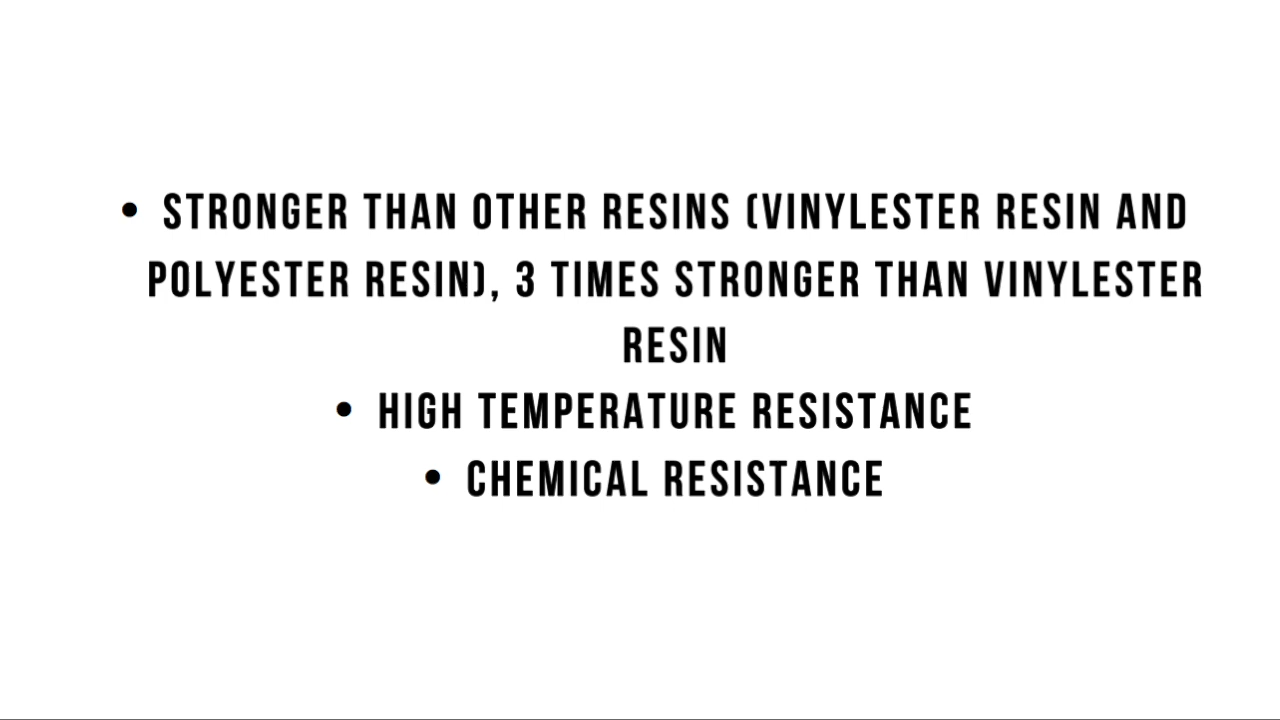 • STRONGER THAN OTHER RESINS (VINYLESTER RESIN AND
POLYESTER RESIN), 3 TIMES STRONGER THAN VINYLESTER
RESIN
• HIGH TEMPERATURE RESISTANCE
• CHEMICAL RESISTANCE